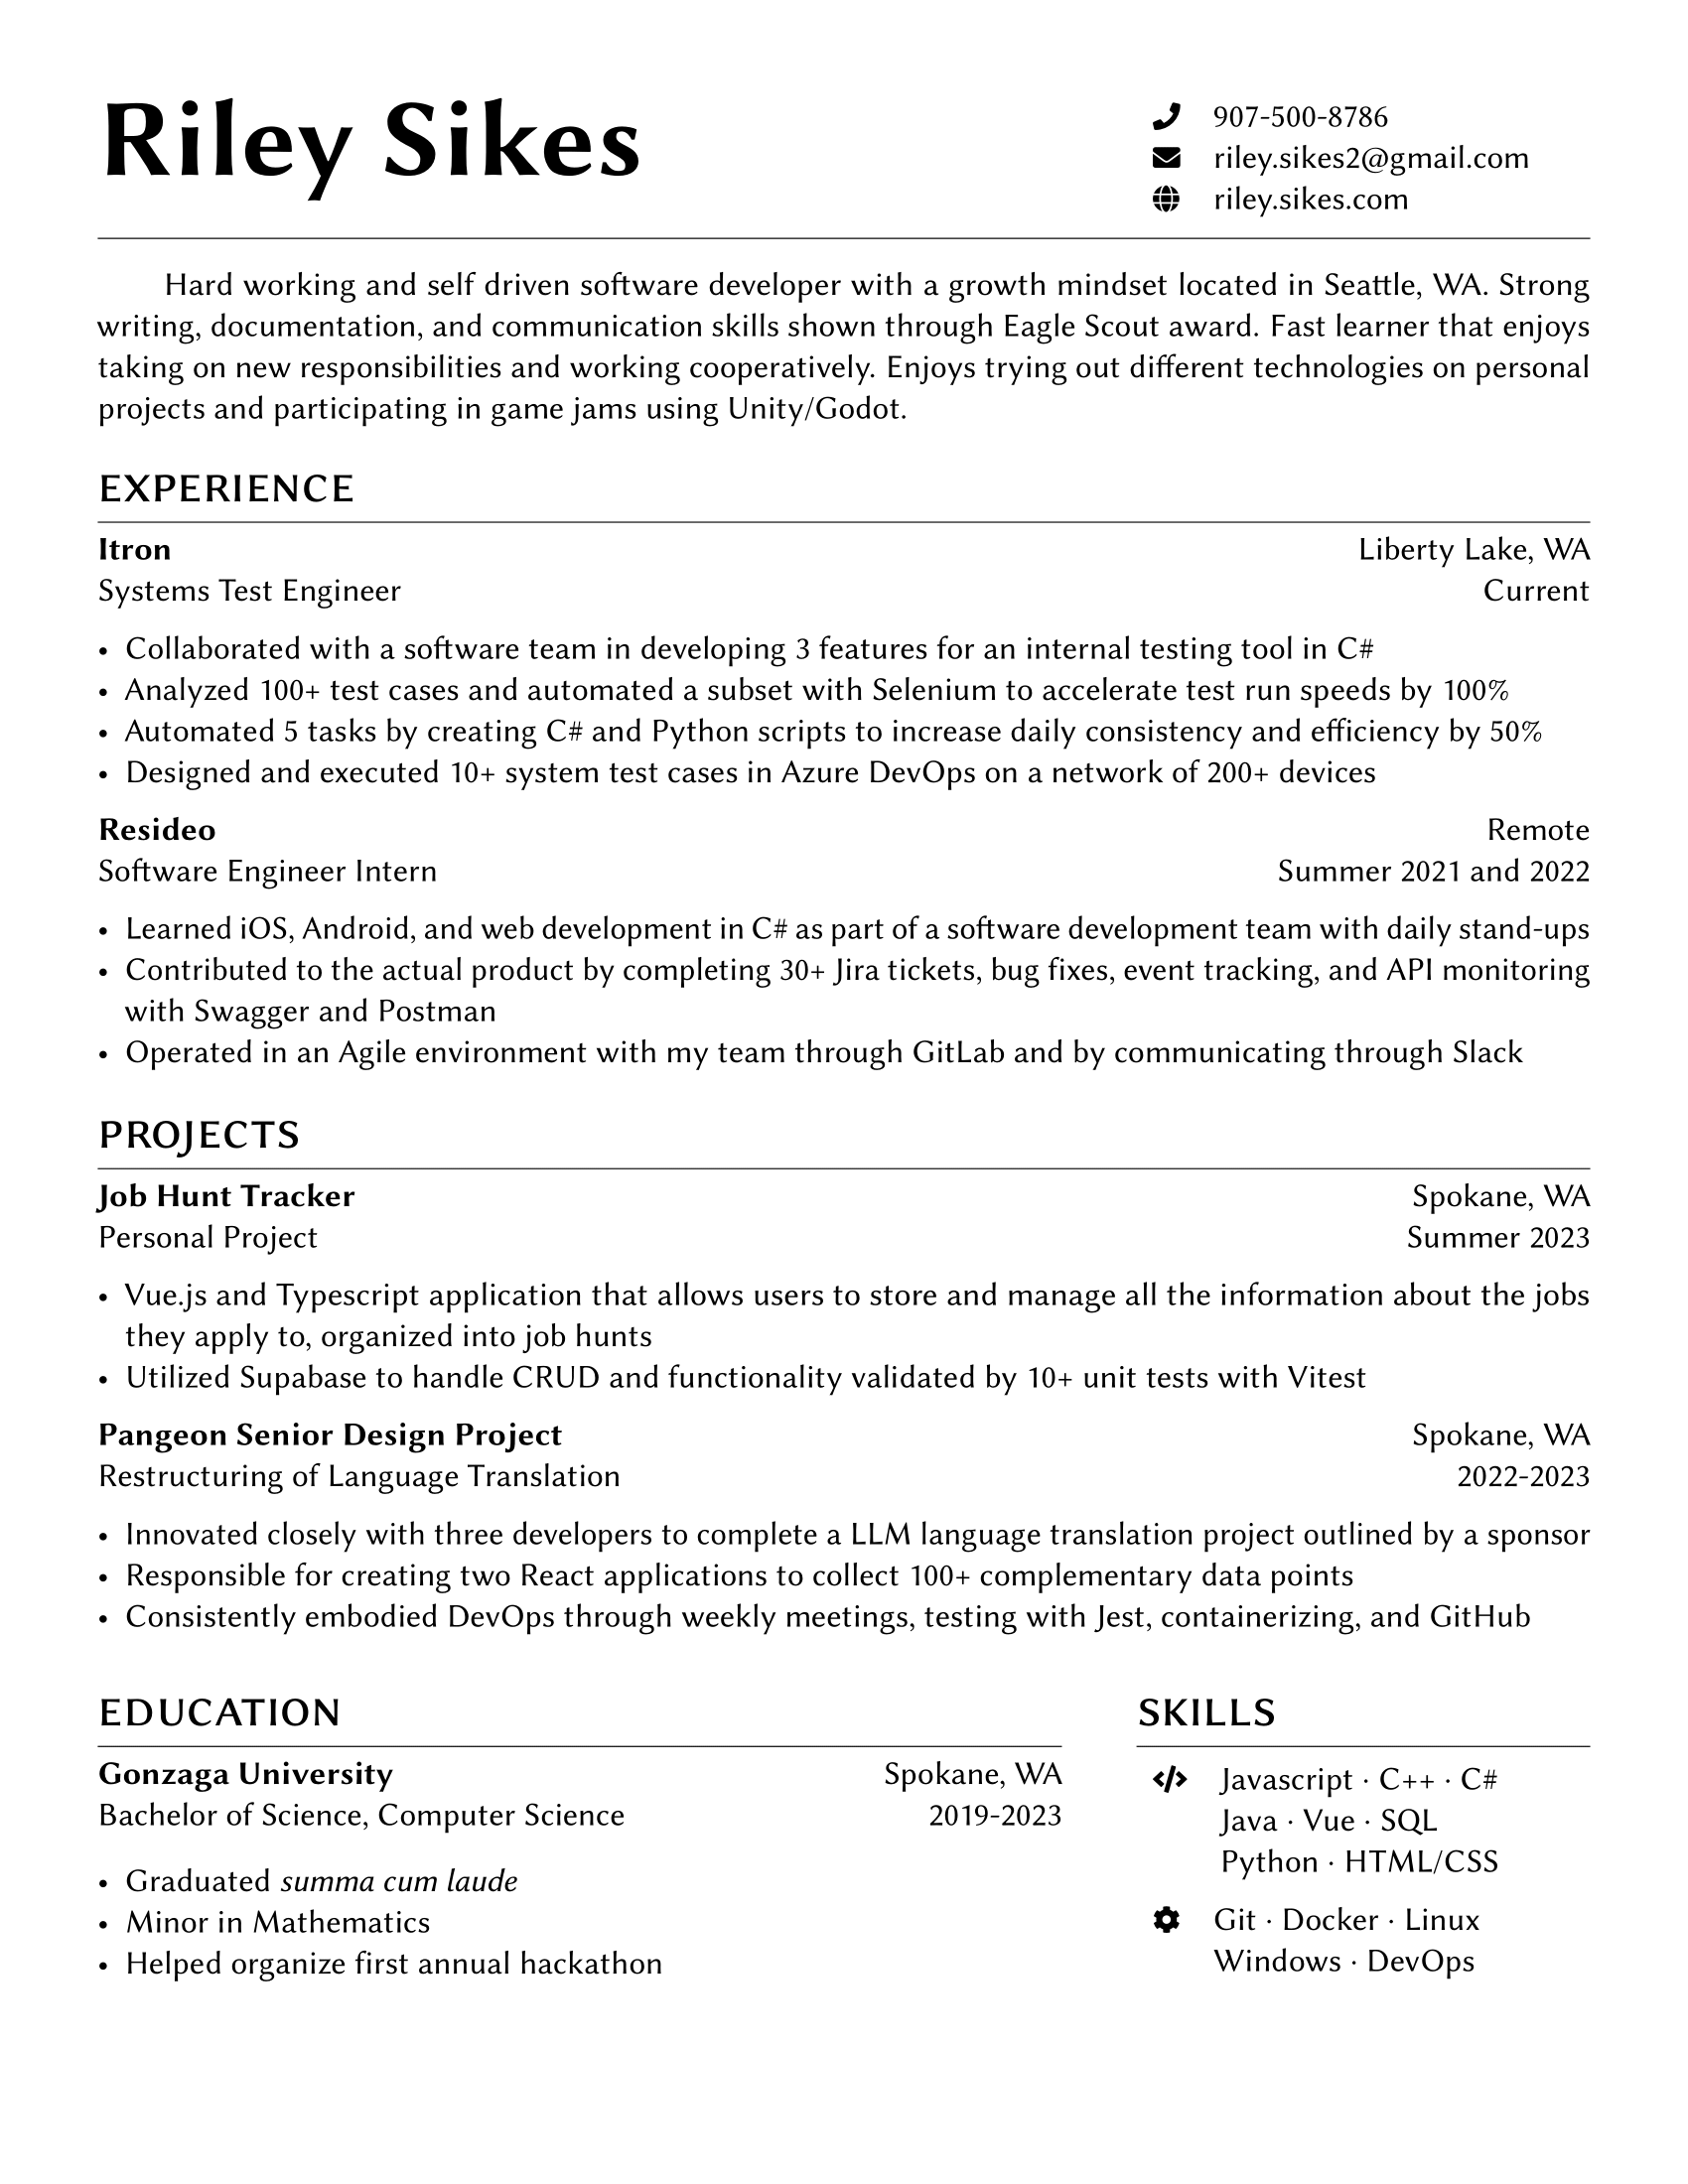 Riley Sikes
907-500-8786
riley.sikes2@gmail.com
riley.sikes.com
Hard working and self driven software developer with a growth mindset located in Seattle, WA. Strong
writing, documentation, and communication skills shown through Eagle Scout award. Fast learner that enjoys
taking on new responsibilities and working cooperatively. Enjoys trying out different technologies on personal
projects and participating in game jams using Unity/Godot.
EXPERIENCE
Itron Liberty Lake, WA
Systems Test Engineer Current
• Collaborated with a software team in developing 3 features for an internal testing tool in C#
• Analyzed 100+ test cases and automated a subset with Selenium to accelerate test run speeds by 100%
• Automated 5 tasks by creating C# and Python scripts to increase daily consistency and efficiency by 50%
• Designed and executed 10+ system test cases in Azure DevOps on a network of 200+ devices
Resideo Remote
Software Engineer Intern Summer 2021 and 2022
• Learned iOS, Android, and web development in C# as part of a software development team with daily stand-ups
• Contributed to the actual product by completing 30+ Jira tickets, bug fixes, event tracking, and API monitoring
with Swagger and Postman
• Operated in an Agile environment with my team through GitLab and by communicating through Slack
PROJECTS
Job Hunt Tracker Spokane, WA
Personal Project Summer 2023
• Vue.js and Typescript application that allows users to store and manage all the information about the jobs
they apply to, organized into job hunts
• Utilized Supabase to handle CRUD and functionality validated by 10+ unit tests with Vitest
Pangeon Senior Design Project Spokane, WA
Restructuring of Language Translation 2022-2023
• Innovated closely with three developers to complete a LLM language translation project outlined by a sponsor
• Responsible for creating two React applications to collect 100+ complementary data points
• Consistently embodied DevOps through weekly meetings, testing with Jest, containerizing, and GitHub
EDUCATION
Gonzaga University Spokane, WA
Bachelor of Science, Computer Science 2019-2023
• Graduated summa cum laude
• Minor in Mathematics
• Helped organize first annual hackathon
SKILLS
Javascript · C++ · C#
Java · Vue · SQL
Python · HTML/CSS
Git · Docker · Linux
Windows · DevOps